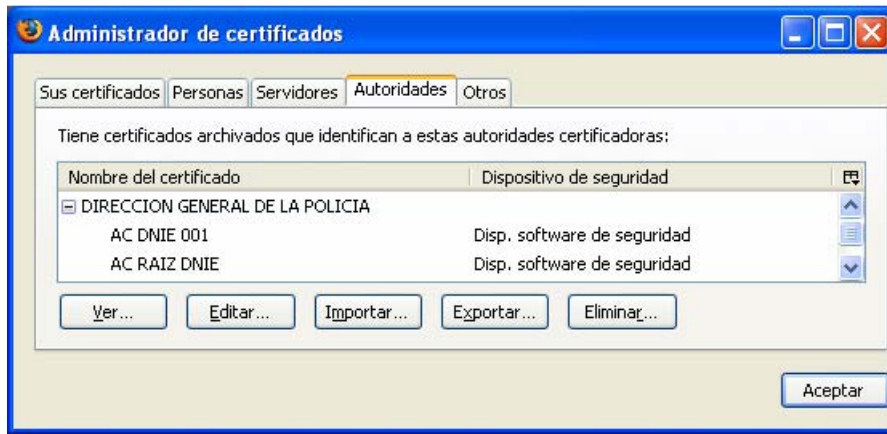 Administrador de certificados
Sus certificados Personas Servidores Autoridades Otros
Tiene certificados archivados que identifican a estas autoridades certificadoras:
Nombre del certificado Dispositivo de seguridad
DIRECCION GENERAL DE LA POLICIA
AC DNIE 001 Disp. software de seguridad
AC RAIZ DNIE Disp. software de seguridad
Ver... Editar... Importar... Exportar... Eliminar...
Aceptar